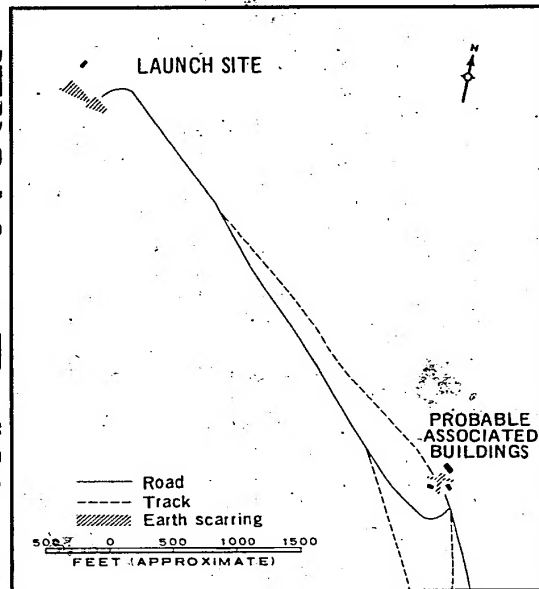 LAUNCH SITE
N
PROBABLE
ASSOCIATED
BUILDINGS
Road
Track
Earth scarring
500 0 500 1000 1500
FEET (APPROXIMATE)